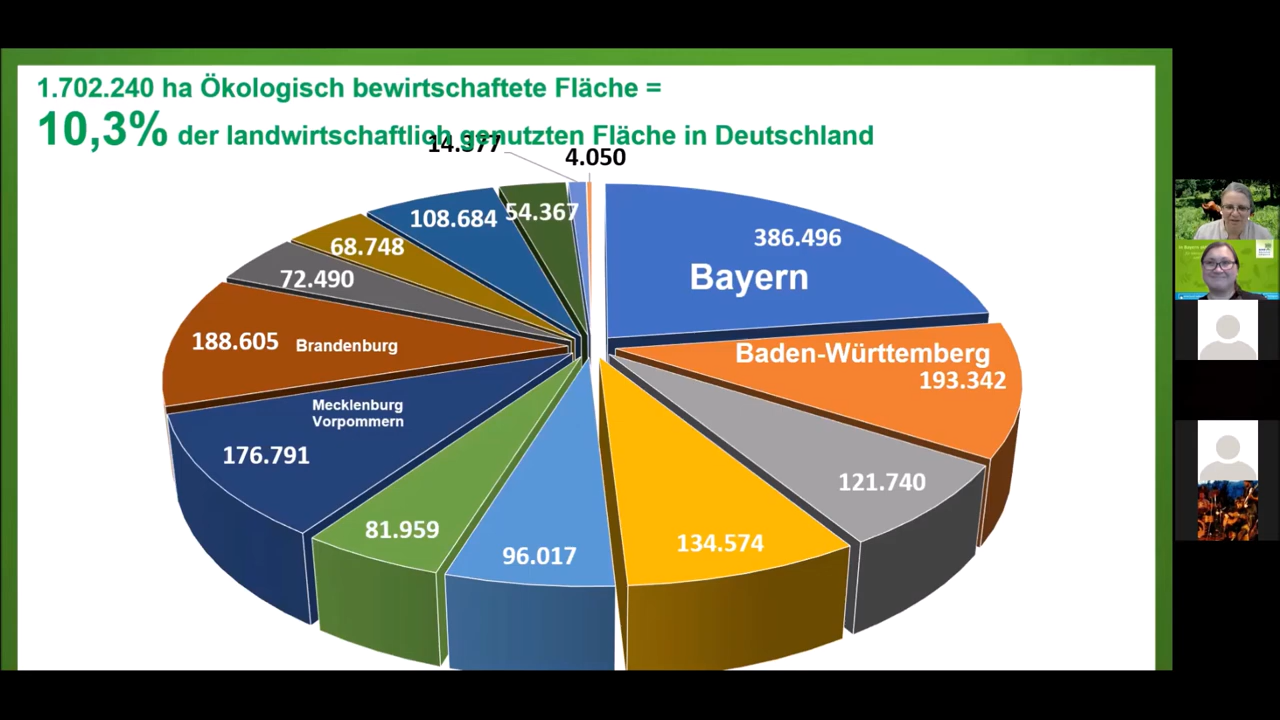 1.702.240 ha Ökologisch bewirtschaftete Fläche =
10,3% der landwirtschaftlich genutzten Fläche in Deutschland
14.377
4.050
386.496
Bayern
Baden-Württemberg
193.342
121.740
134.574
96.017
81.959
Mecklenburg
Vorpommern
176.791
188.605 Brandenburg
72.490
68.748
108.684
54.367